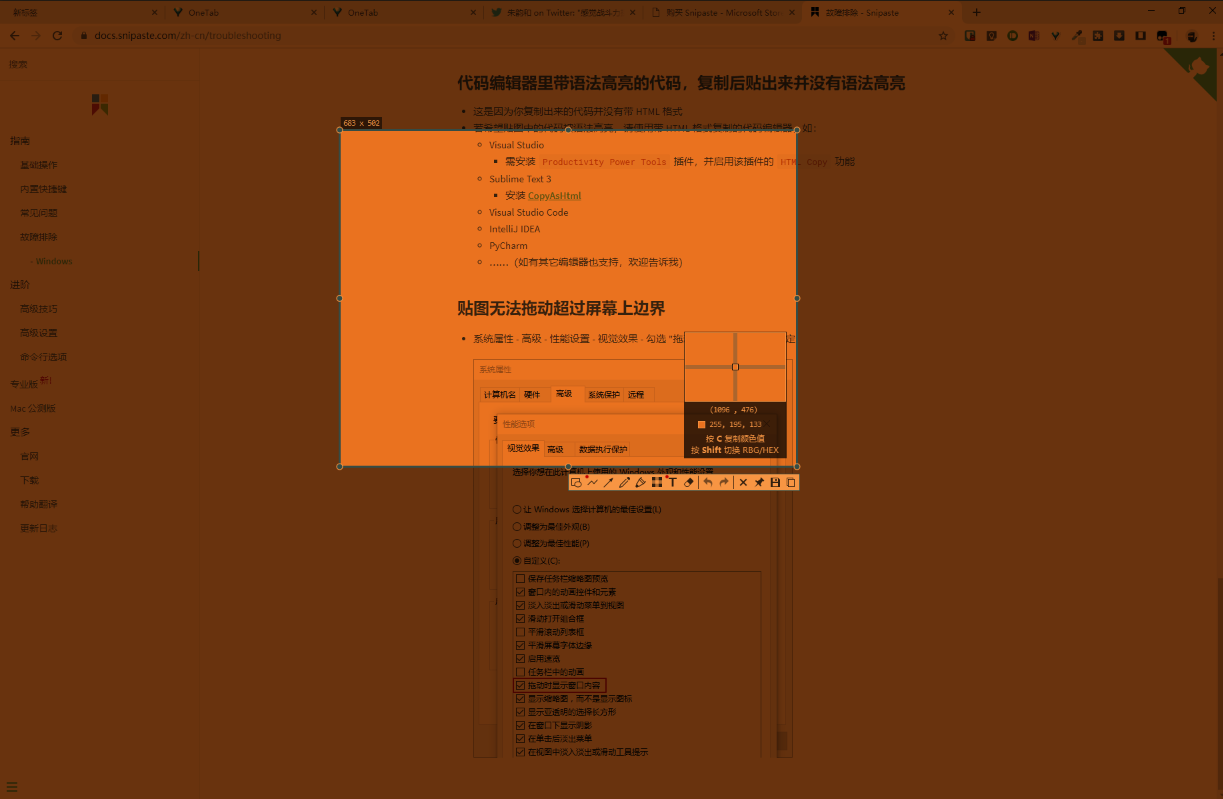 新标签
OneTab
OneTab
朱韵和 on Twitter "感觉战斗力
购买 Snipaste - Microsoft Stor
故障排除 - Snipaste
docs.snipaste.com/zh-cn/troubleshooting
搜索
指南
基础操作
内置快捷键
常见问题
故障排除
Windows
进阶
高级技巧
高级设置
命令行选项
专业版 新!
Mac 公测版
更多
官网
下载
帮助翻译
更新日志
代码编辑器里带语法高亮的代码，复制后贴出来并没有语法高亮
这是因为你复制出来的代码并没有带 HTML 格式
683 x 502
若希望贴图中的代码带语法高亮，请使用带 HTML 格式复制的代码编辑器，如：
Visual Studio
需安装 Productivity Power Tools 插件，并启用该插件的 HTML Copy 功能
Sublime Text 3
安装 CopyAsHtml
Visual Studio Code
IntelliJ IDEA
PyCharm
……（如有其它编辑器也支持，欢迎告诉我）
贴图无法拖动超过屏幕上边界
系统属性 - 高级 - 性能设置 - 视觉效果 - 勾选 "拖
定
系统属性
计算机名 硬件 高级 系统保护 远程
性能选项
视觉效果 高级 数据执行保护
(1096 , 476)
255, 195, 133
按 C 复制颜色值
按 Shift 切换 RBG/HEX
选择你想在此计算机上使用的 Windows 外观和性能设置
T
让 Windows 选择计算机的最佳设置(L)
调整为最佳外观(B)
调整为最佳性能(P)
自定义(C):
保存任务栏缩略图预览
窗口内的动画控件和元素
淡入淡出或滑动菜单到视图
滑动打开组合框
平滑滚动列表框
平滑屏幕字体边缘
启用速览
任务栏中的动画
拖动时显示窗口内容
显示缩略图，而不是显示图标
显示亚透明的选择长方形
在窗口下显示阴影
在单击后淡出菜单
在视图中淡入淡出或滑动工具提示